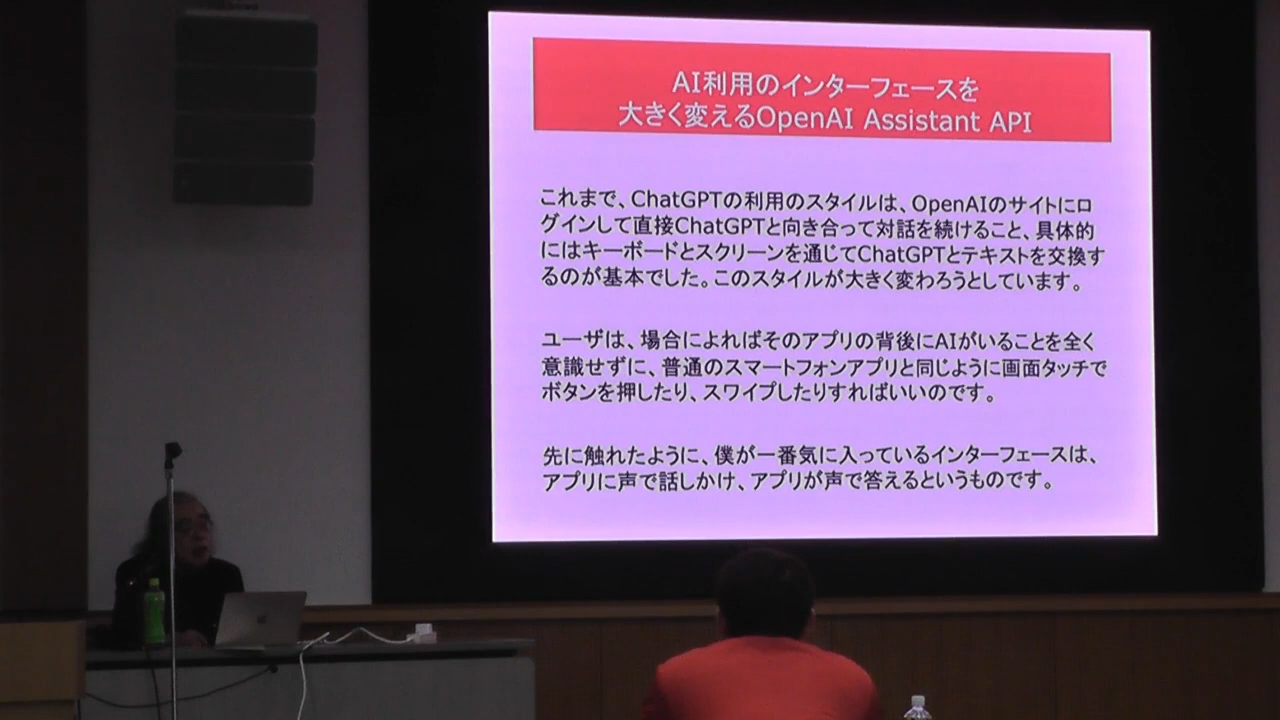 AI利用のインターフェースを
大きく変えるOpenAI Assistant API
これまで、ChatGPTの利用のスタイルは、OpenAIのサイトにロ
グインして直接ChatGPTと向き合って対話を続けること、具体的
にはキーボードとスクリーンを通じてChatGPTとテキストを交換す
るのが基本でした。このスタイルが大きく変わろうとしています。
ユーザは、場合によればそのアプリの背後にAIがいることを全く
意識せずに、普通のスマートフォンアプリと同じように画面タッチで
ボタンを押したり、スワイプしたりすればいいのです。
先に触れたように、僕が一番気に入っているインターフェースは、
アプリに声で話しかけ、アプリが声で答えるというものです。